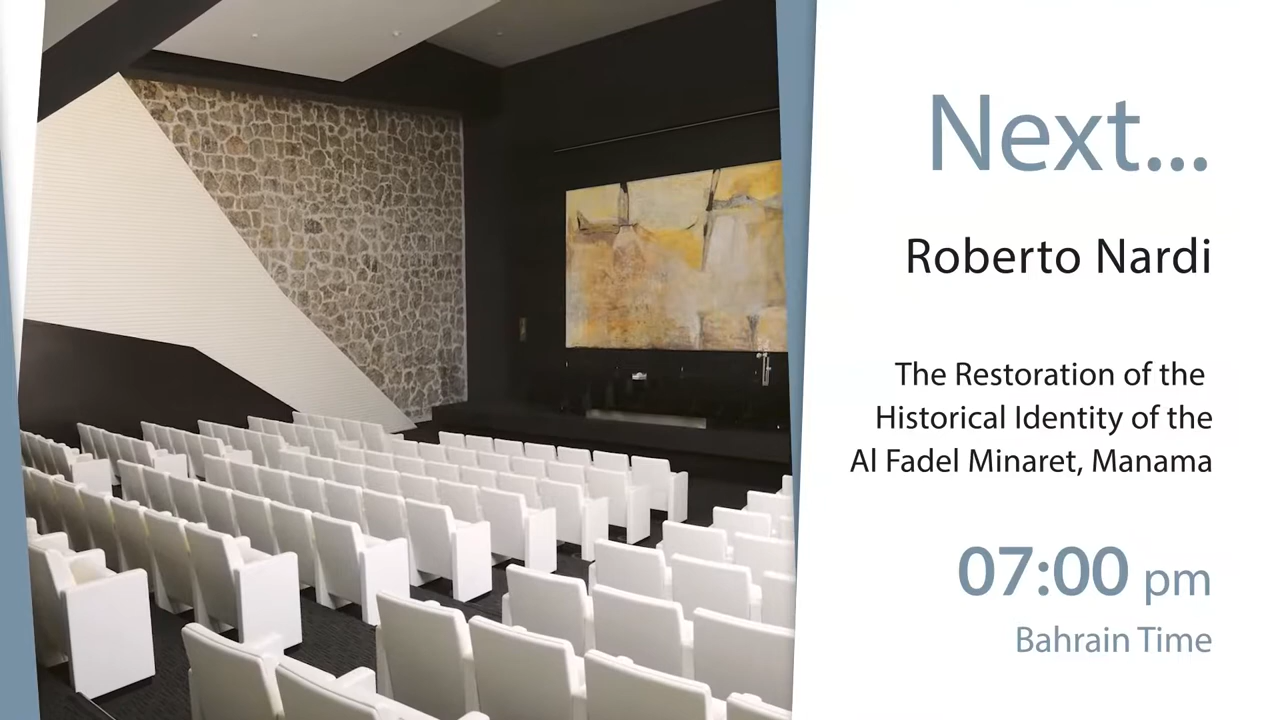 Next...
Roberto Nardi
The Restoration of the
Historical Identity of the
Al Fadel Minaret, Manama
07:00 pm
Bahrain Time